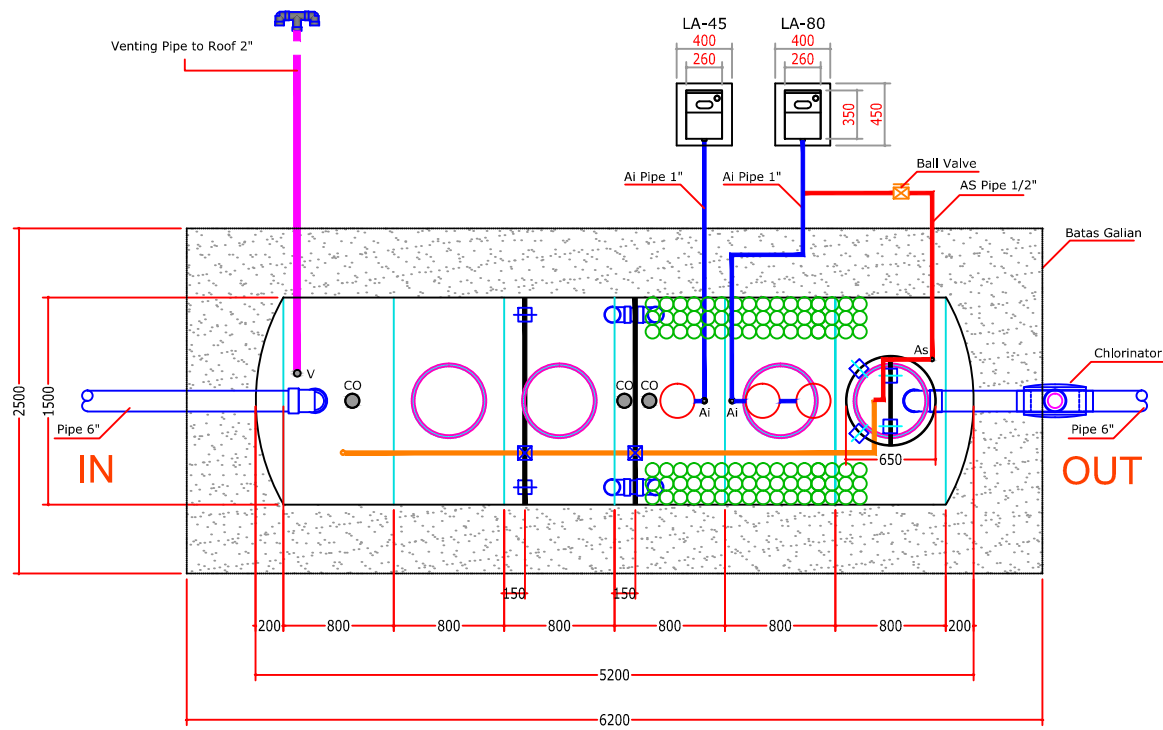 LA-45
LA-80
400
400
260
260
Venting Pipe to Roof 2"
350
450
Ball Valve
Ai Pipe 1"
Ai Pipe 1"
AS Pipe 1/2"
Batas Galian
As
Chlorinator
V
CO
CO
CO
2500
1500
Ai
Ai
Pipe 6"
Pipe 6"
IN
650
OUT
150
150
200
800
800
800
800
800
800
200
5200
6200